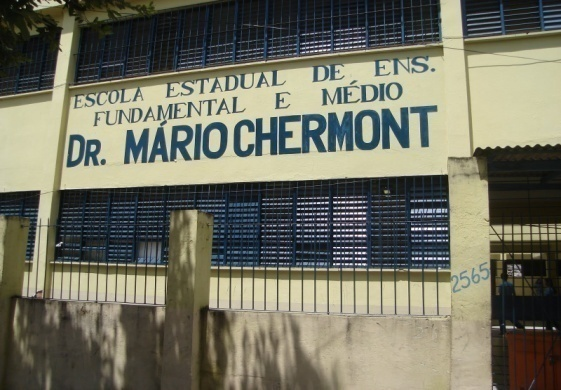 ESCOLA ESTADUAL DE ENS.
FUNDAMENTAL E MÉDIO
DR. MÁRIO CHERMONT
2565